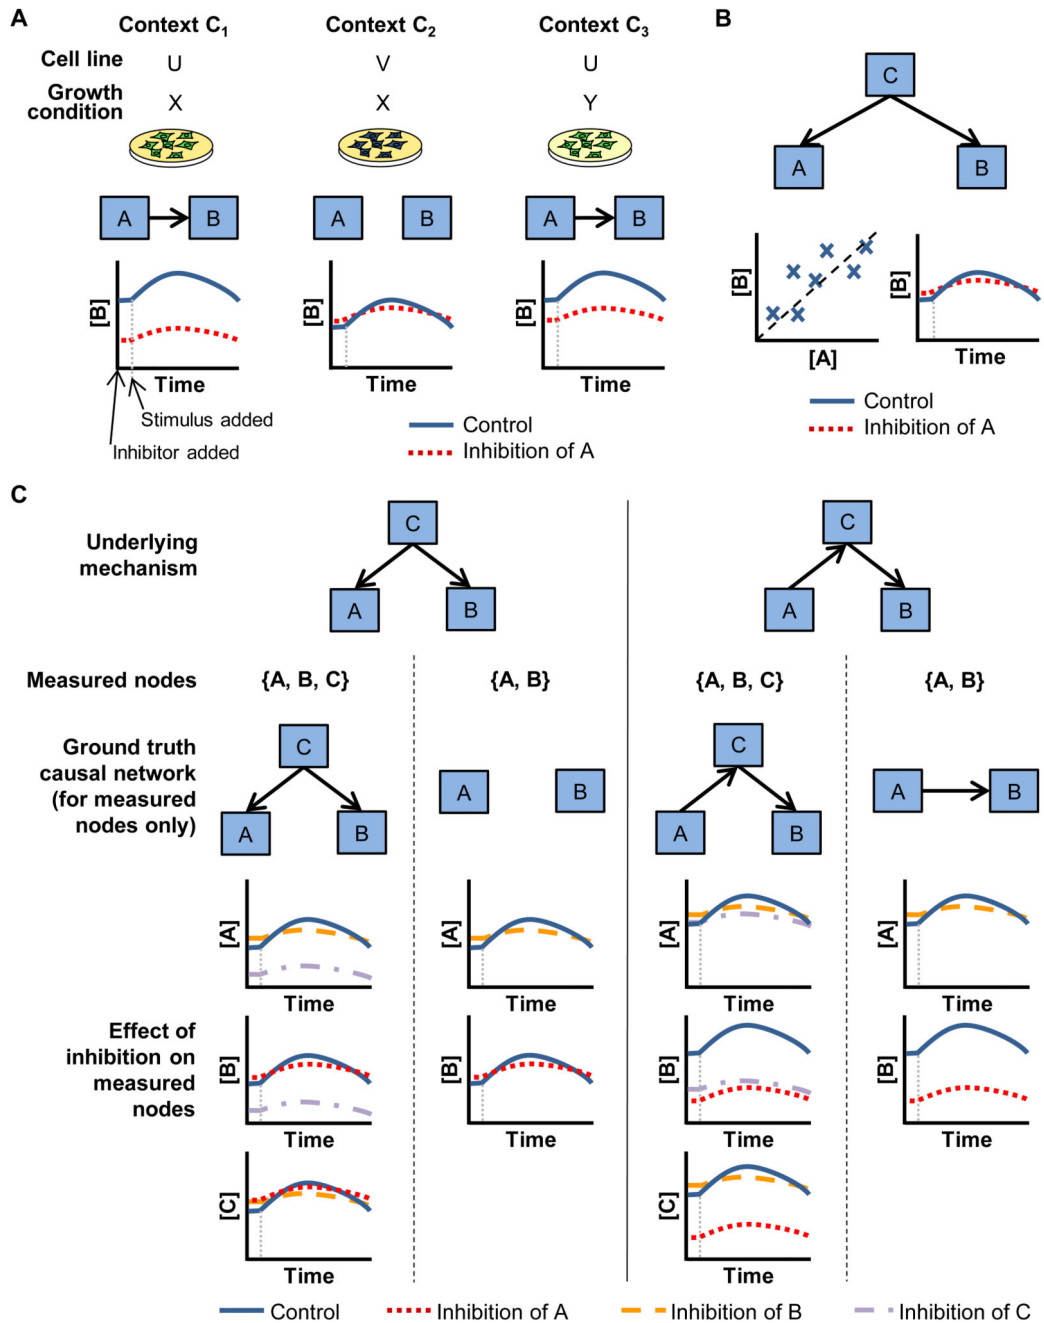 A
Context C1
Context C2
Context C3
Cell line
U
V
U
Growth
condition
X
X
Y
A
B
A
B
A
B
[B]
Time
[B]
Time
[B]
Time
Stimulus added
Inhibitor added
Control
Inhibition of A
B
C
A
B
[B]
[A]
[B]
Time
Control
Inhibition of A
C
Underlying
mechanism
C
A
B
C
A
B
Measured nodes
{A, B, C}
{A, B}
{A, B, C}
{A, B}
Ground truth
causal network
(for measured
nodes only)
C
A
B
A
B
C
A
B
A
B
Effect of
inhibition on
measured
nodes
[A]
Time
[A]
Time
[A]
Time
[A]
Time
[B]
Time
[B]
Time
[B]
Time
[B]
Time
[C]
Time
[C]
Time
Control
Inhibition of A
Inhibition of B
Inhibition of C